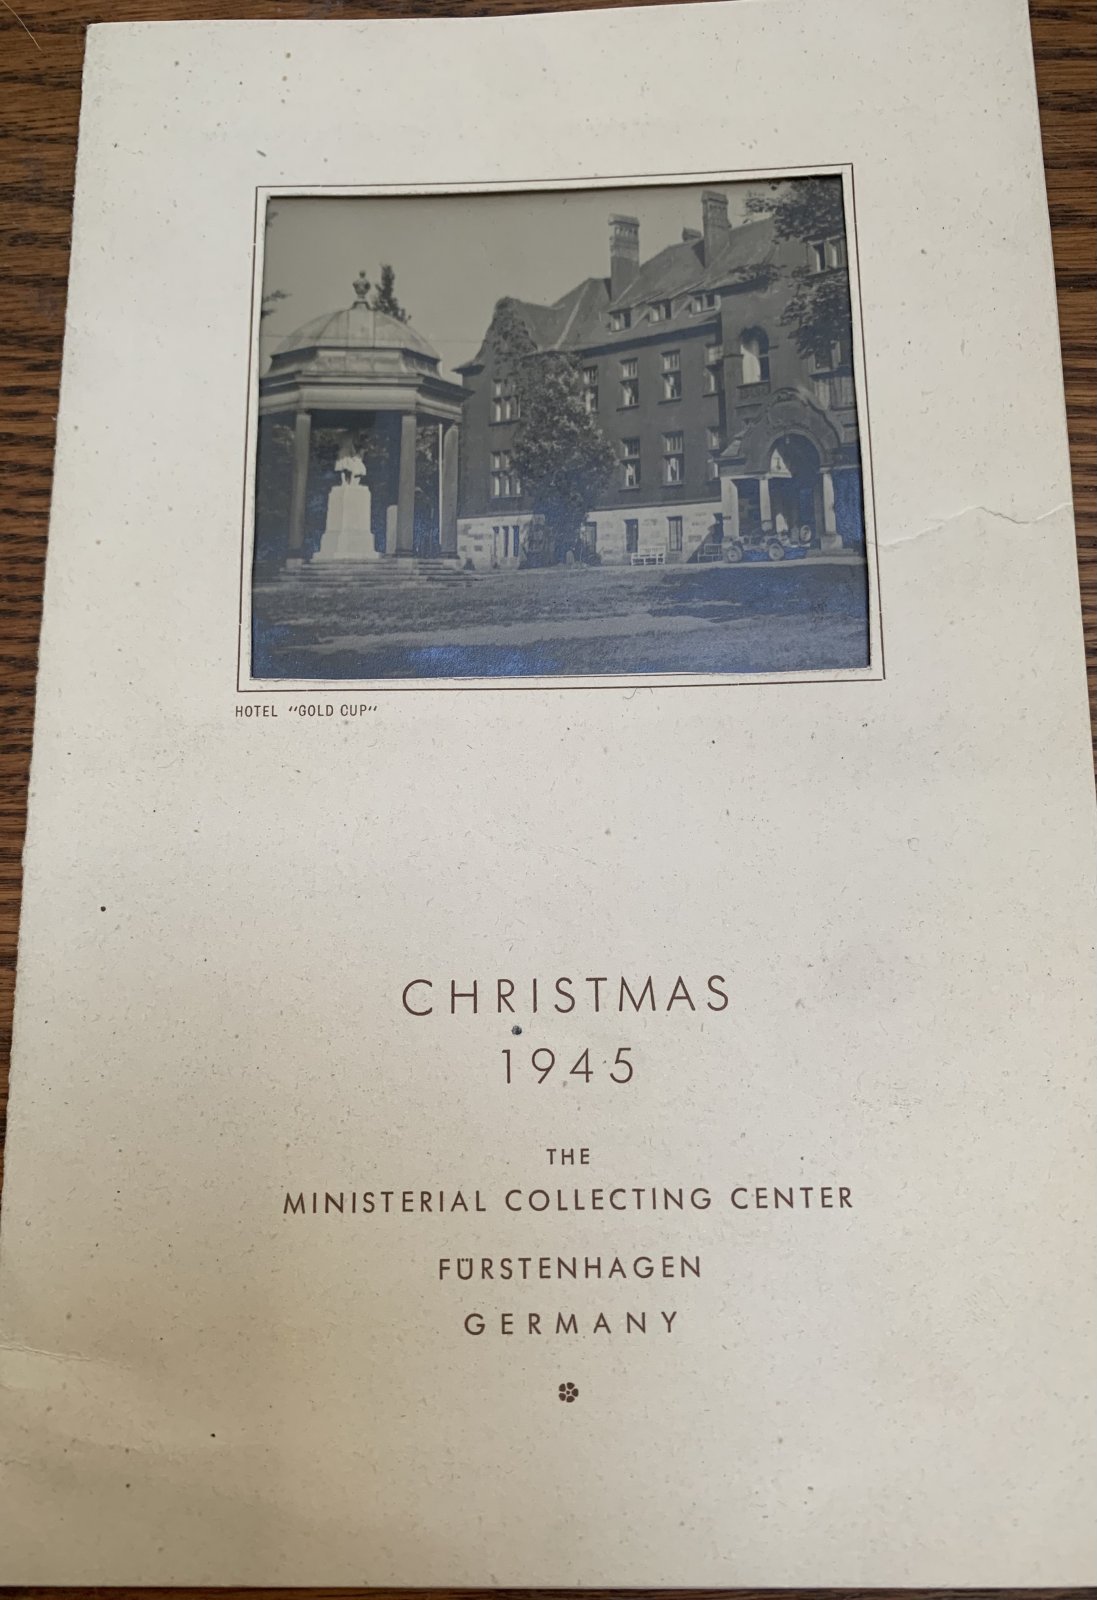 HOTEL "GOLD CUP"
CHRISTMAS
1945
THE
MINISTERIAL COLLECTING CENTER
FÜRSTENHAGEN
GERMANY